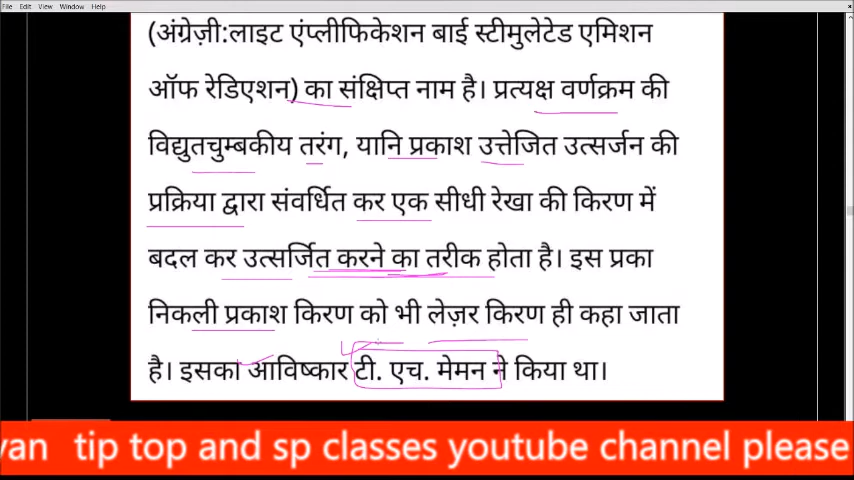 File Edit View Window Help
(अंग्रेज़ी:लाइट एंप्लीफिकेशन बाई स्टीमुलेटेड एमिशन
ऑफ रेडिएशन) का संक्षिप्त नाम है। प्रत्यक्ष वर्णक्रम की
विद्युतचुम्बकीय तरंग, यानि प्रकाश उत्तेजित उत्सर्जन की
प्रक्रिया द्वारा संवर्धित कर एक सीधी रेखा की किरण में
बदल कर उत्सर्जित करने का तरीक होता है। इस प्रका
निकली प्रकाश किरण को भी लेज़र किरण ही कहा जाता
है। इसका आविष्कार टी. एच. मेमन ने किया था।
yan tip top and sp classes youtube channel please